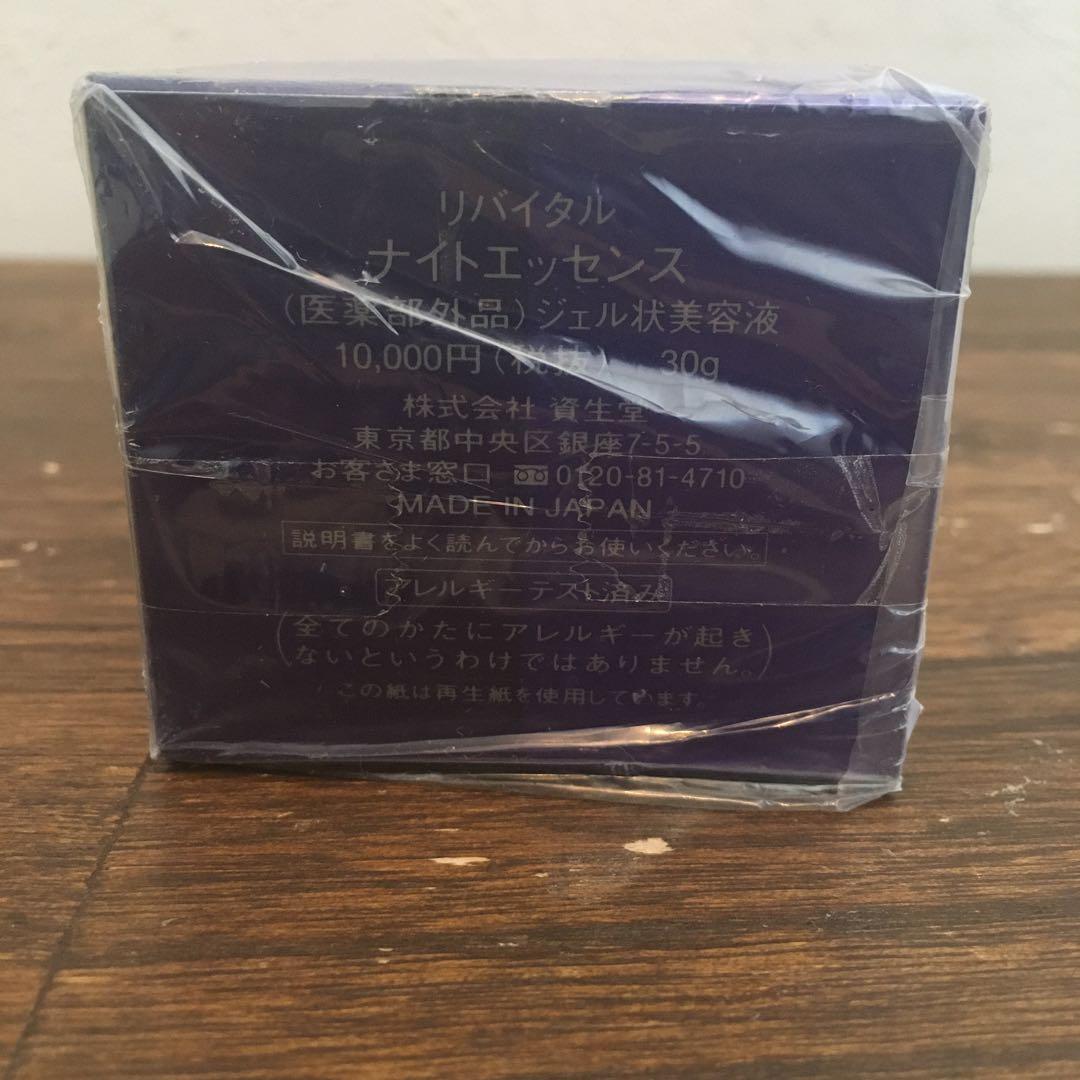 リバイタル
ナイトエッセンス
(医薬部外品)ジェル状美容液
10,000円(税抜) 30g
株式会社 資生堂
東京都中央区銀座7-5-5
お客さま窓口 0120-81-4710
MADE IN JAPAN
説明書をよく読んでからお使いください。
アレルギーテスト済み
(全てのかたにアレルギーが起き
ないというわけではありません。)
この紙は再生紙を使用しています。